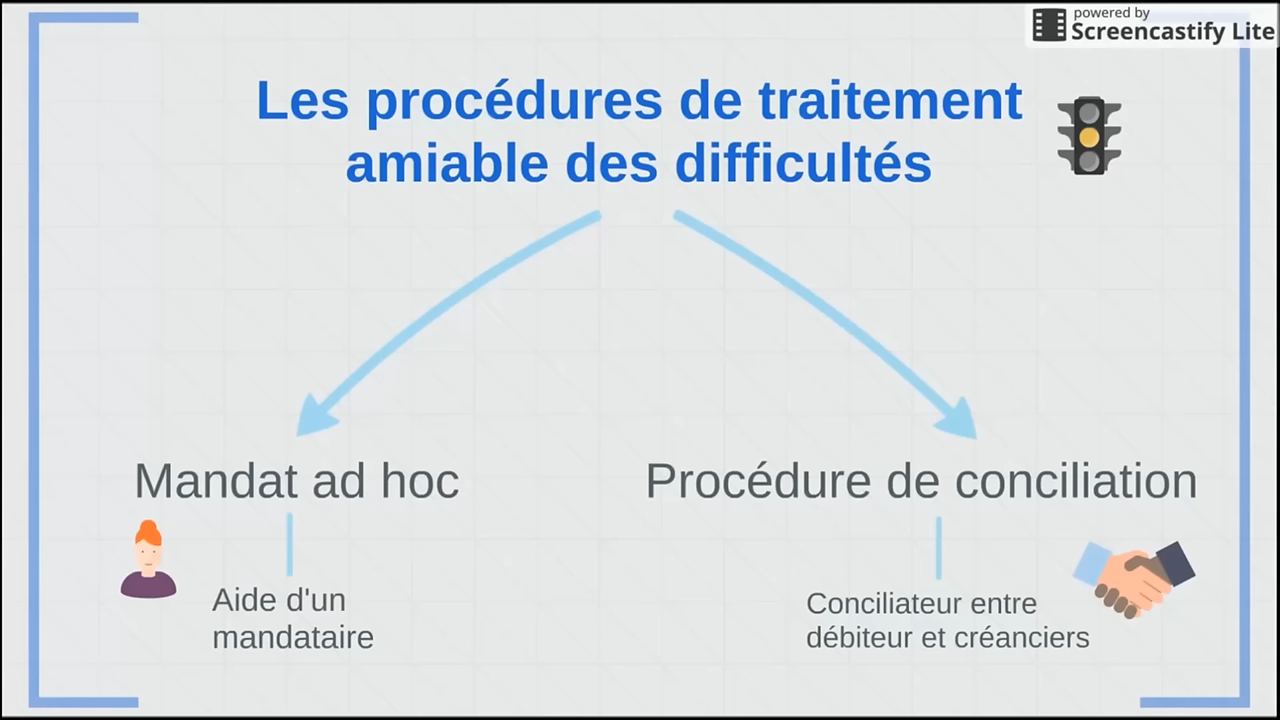 powered by
Screencastify Lite
Les procédures de traitement
amiable des difficultés
Mandat ad hoc
Procédure de conciliation
Aide d'un
mandataire
Conciliateur entre
débiteur et créanciers